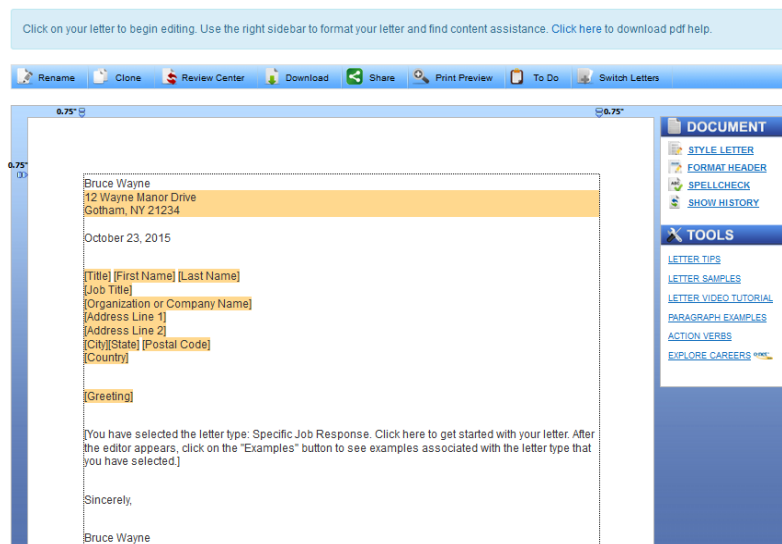 Click on your letter to begin editing. Use the right sidebar to format your letter and find content assistance. Click here to download pdf help.
Rename Clone Review Center Download Share Print Preview To Do Switch Letters
0.75" 0.75"
0.75"
Bruce Wayne
12 Wayne Manor Drive
Gotham, NY 21234
October 23, 2015
[Title] [First Name] [Last Name]
[Job Title]
[Organization or Company Name]
[Address Line 1]
[Address Line 2]
[City][State] [Postal Code]
[Country]
[Greeting]
[You have selected the letter type: Specific Job Response. Click here to get started with your letter. After
the editor appears, click on the "Examples" button to see examples associated with the letter type that
you have selected.]
Sincerely,
Bruce Wayne
DOCUMENT
STYLE LETTER
FORMAT HEADER
SPELLCHECK
SHOW HISTORY
TOOLS
LETTER TIPS
LETTER SAMPLES
LETTER VIDEO TUTORIAL
PARAGRAPH EXAMPLES
ACTION VERBS
EXPLORE CAREERS